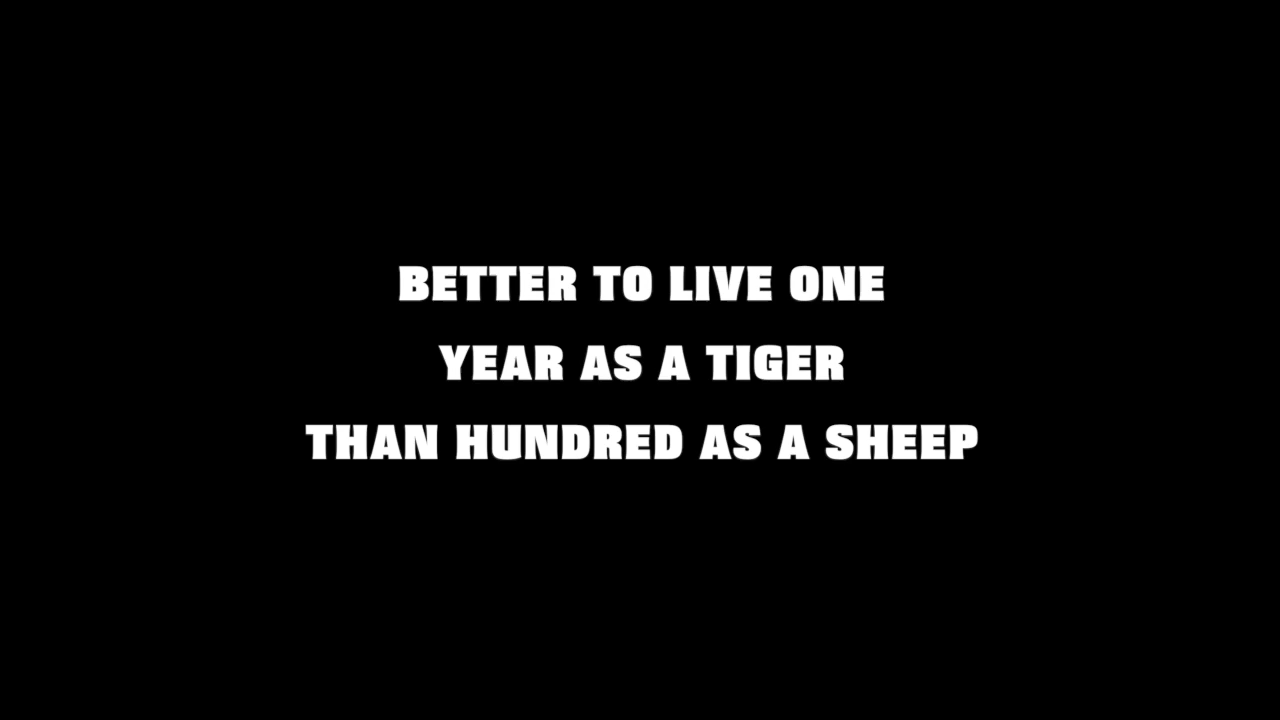 BETTER TO LIVE ONE
YEAR AS A TIGER
THAN HUNDRED AS A SHEEP